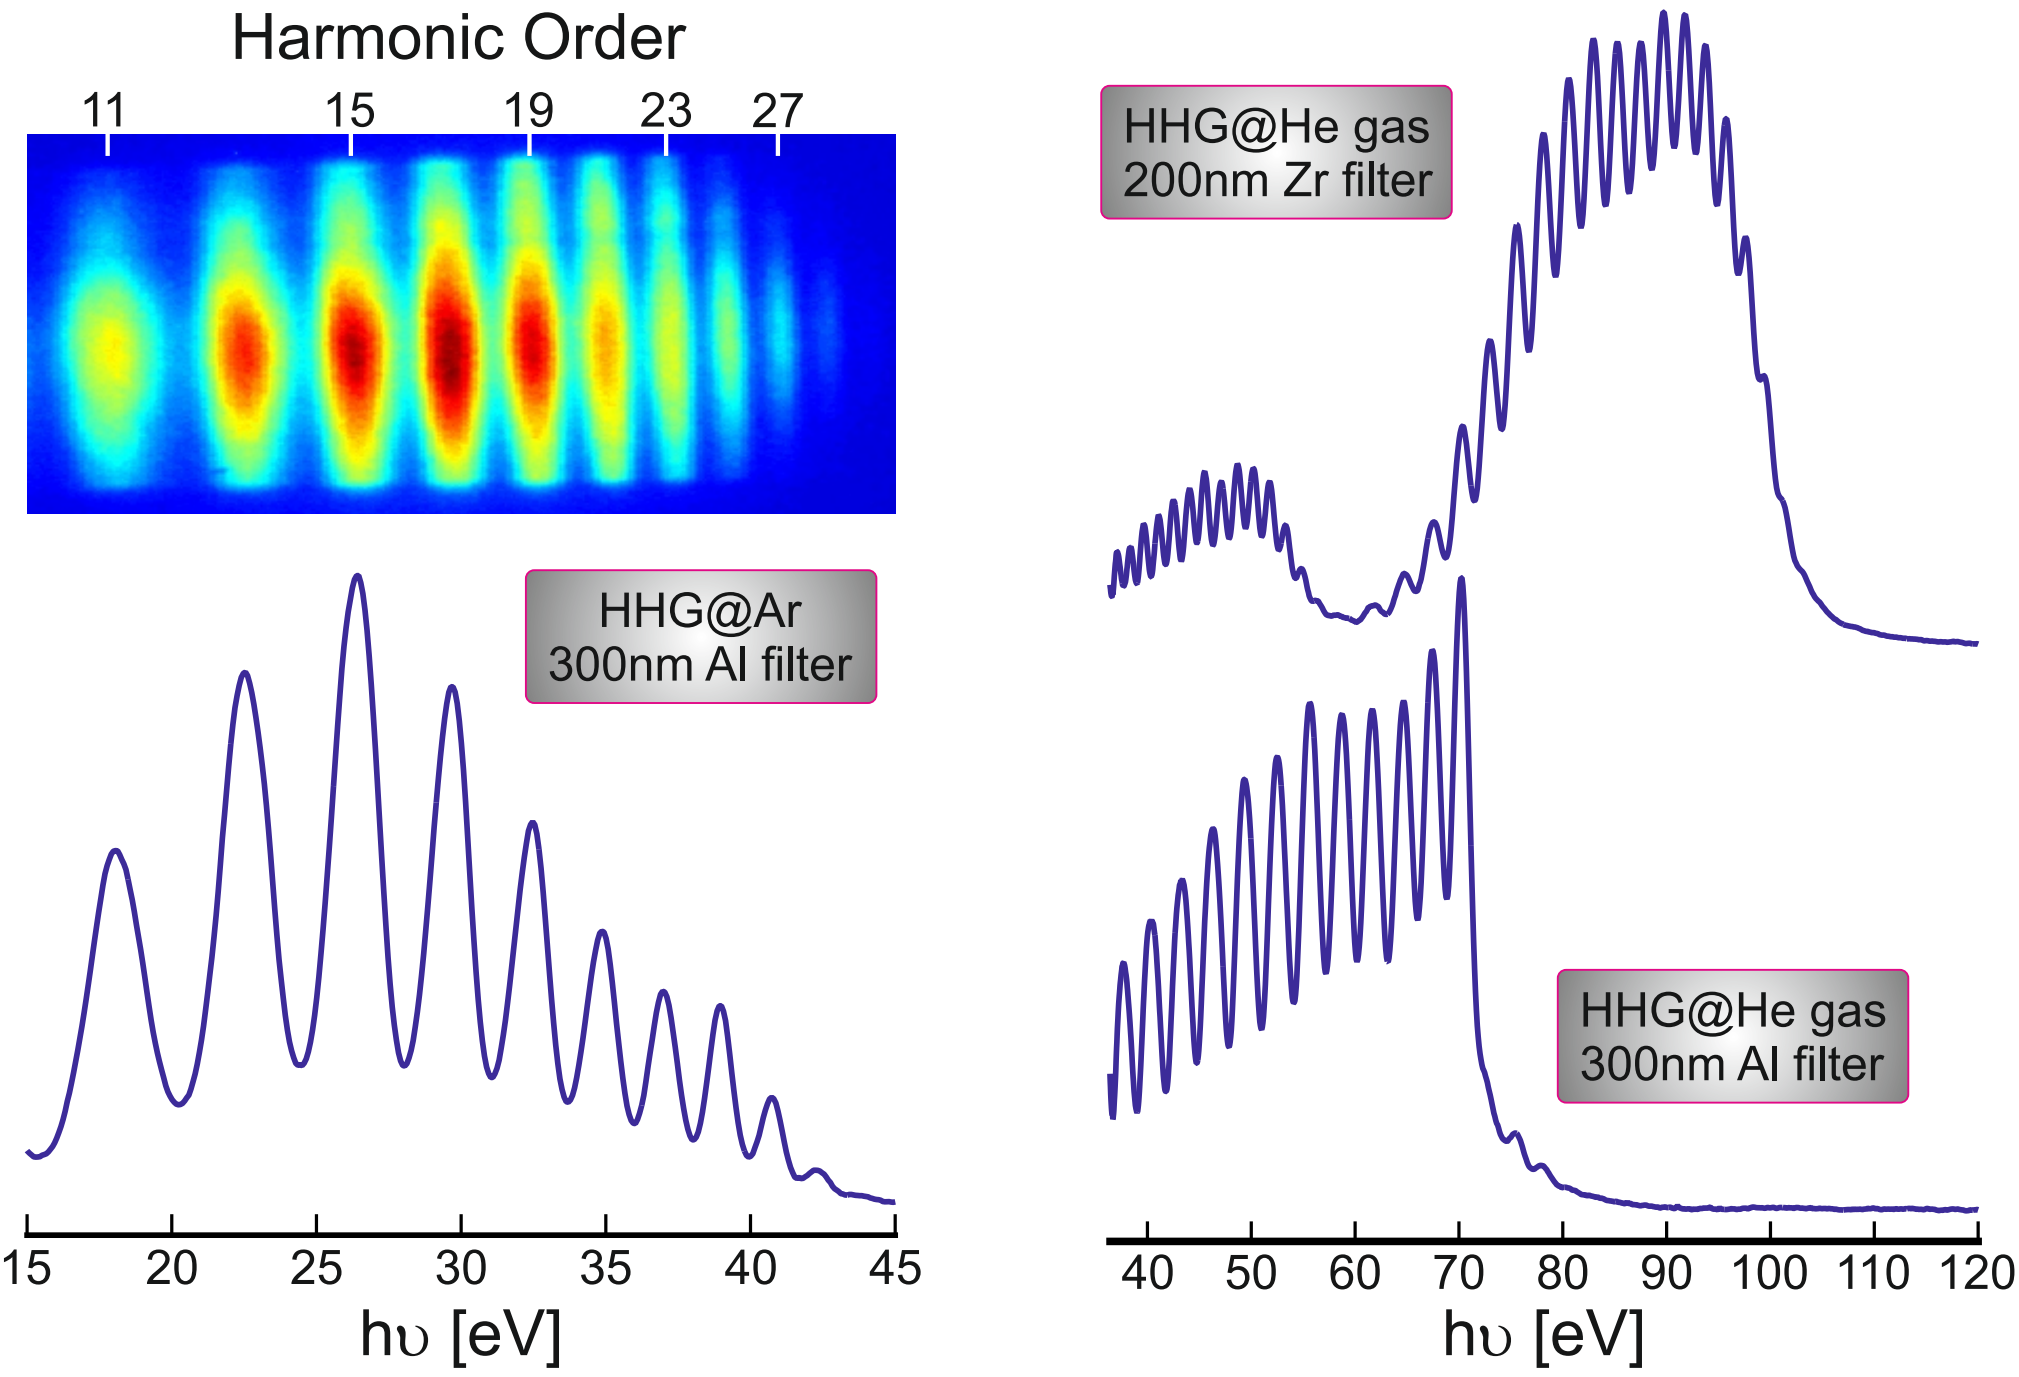 Harmonic Order
11 15 19 23 27
HHG@Ar
300nm Al filter
15 20 25 30 35 40 45
hυ [eV]
HHG@He gas
200nm Zr filter
HHG@He gas
300nm Al filter
40 50 60 70 80 90 100 110 120
hυ [eV]